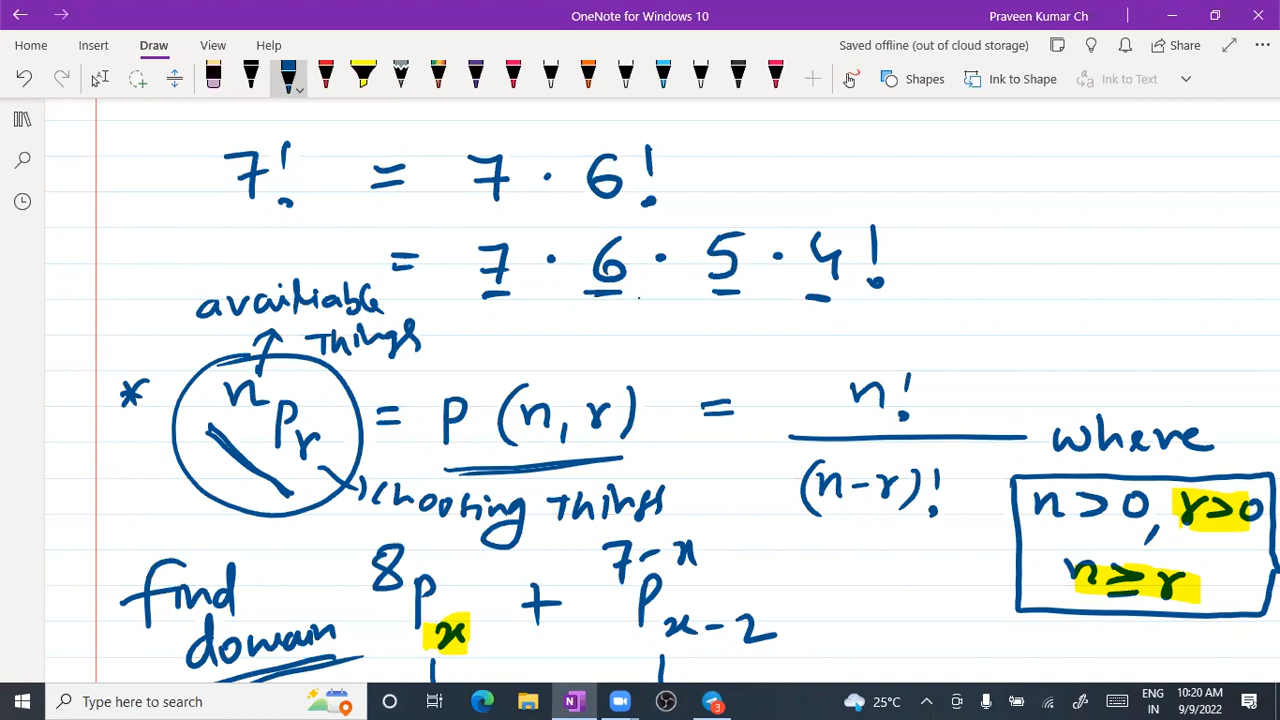 OneNote for Windows 10
Praveen Kumar Ch
Home Insert Draw View Help
Saved offline (out of cloud storage)
Share
Shapes
Ink to Shape
Ink to Text
7! = 7 · 6!
= 7 · 6 · 5 · 4!
available
things
* nPr = P(n, r) = n! / (n-r)! where
choosing things
n>0, r>0
n≥r
find 8Px + 7-xPx-2
domain
Type here to search
3
25°C
ENG
IN
10:20 AM
9/9/2022